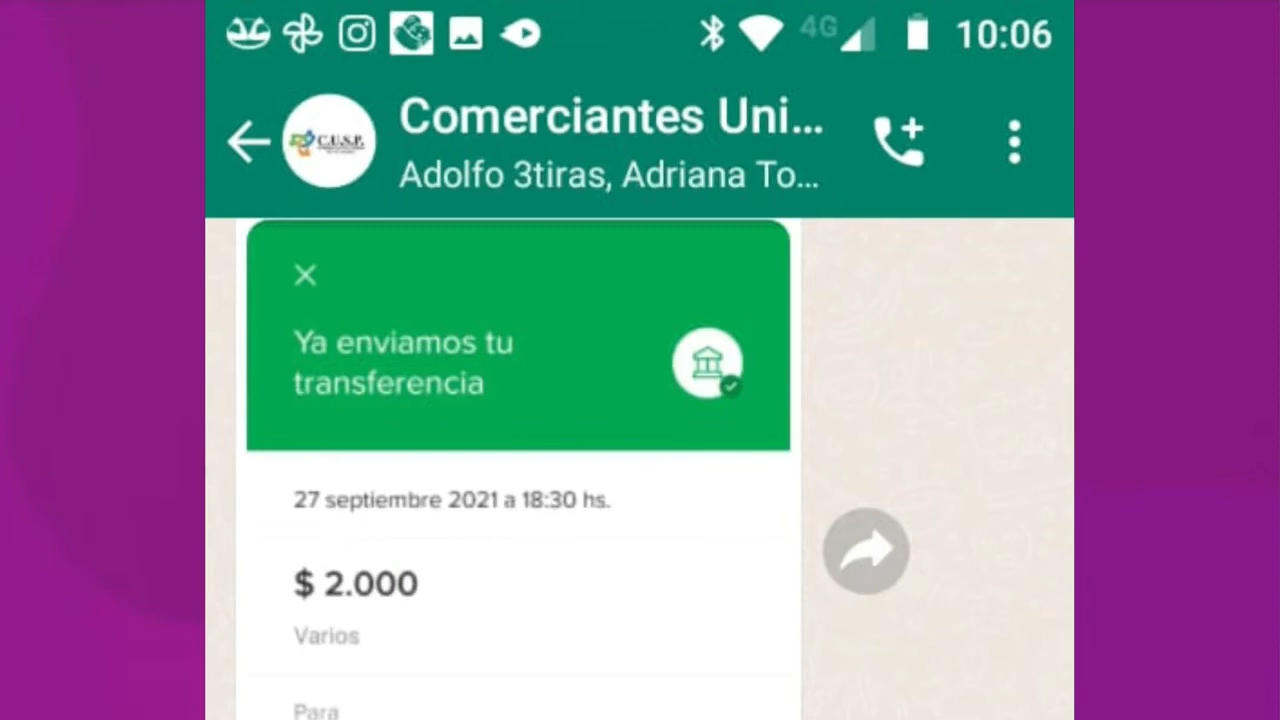 4G 10:06
Comerciantes Uni...
C.U.S.P.
Adolfo 3tiras, Adriana To...
Ya enviamos tu
transferencia
27 septiembre 2021 a 18:30 hs.
$ 2.000
Varios
Para